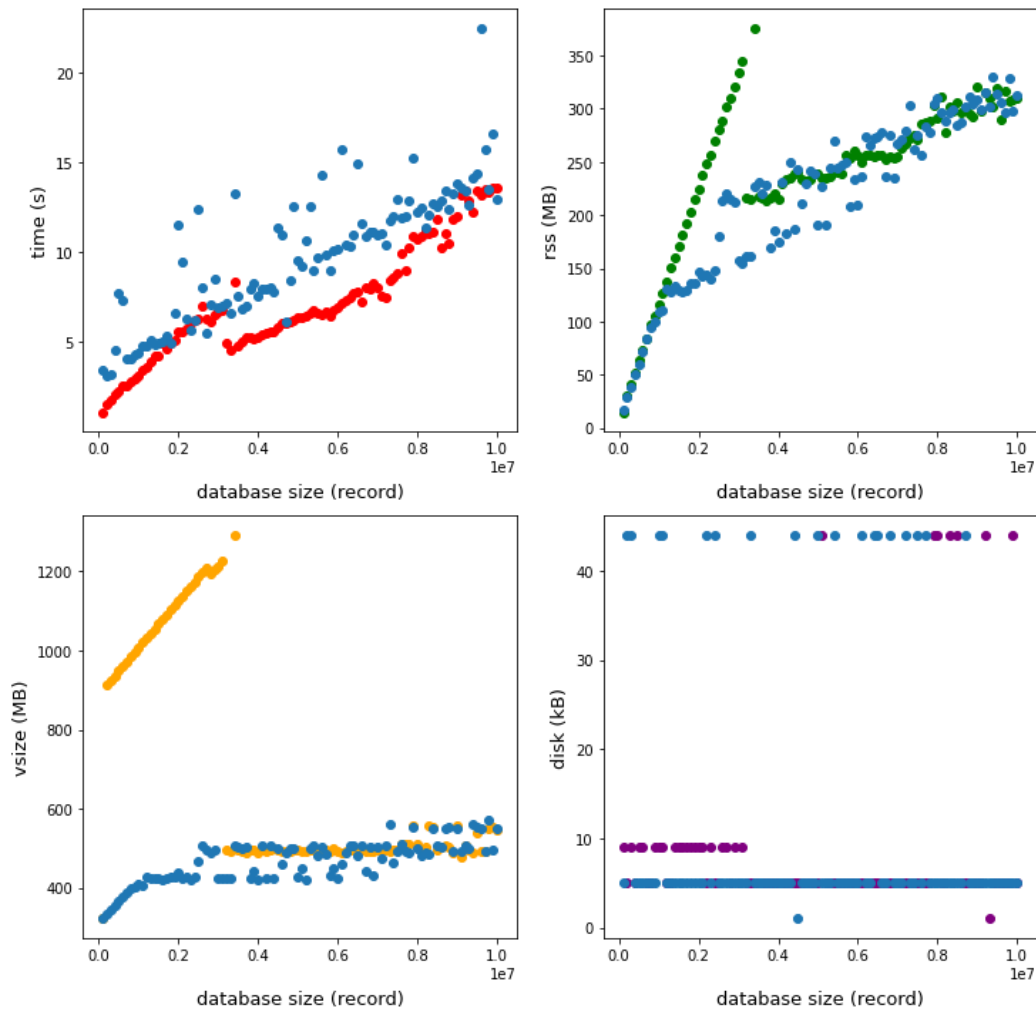 time (s)
20
15
10
5
0.0 0.2 0.4 0.6 0.8 1.0
1e7
database size (record)
rss (MB)
350
300
250
200
150
100
50
0
0.0 0.2 0.4 0.6 0.8 1.0
1e7
database size (record)
vsize (MB)
1200
1000
800
600
400
0.0 0.2 0.4 0.6 0.8 1.0
1e7
database size (record)
disk (kB)
40
30
20
10
0
0.0 0.2 0.4 0.6 0.8 1.0
1e7
database size (record)